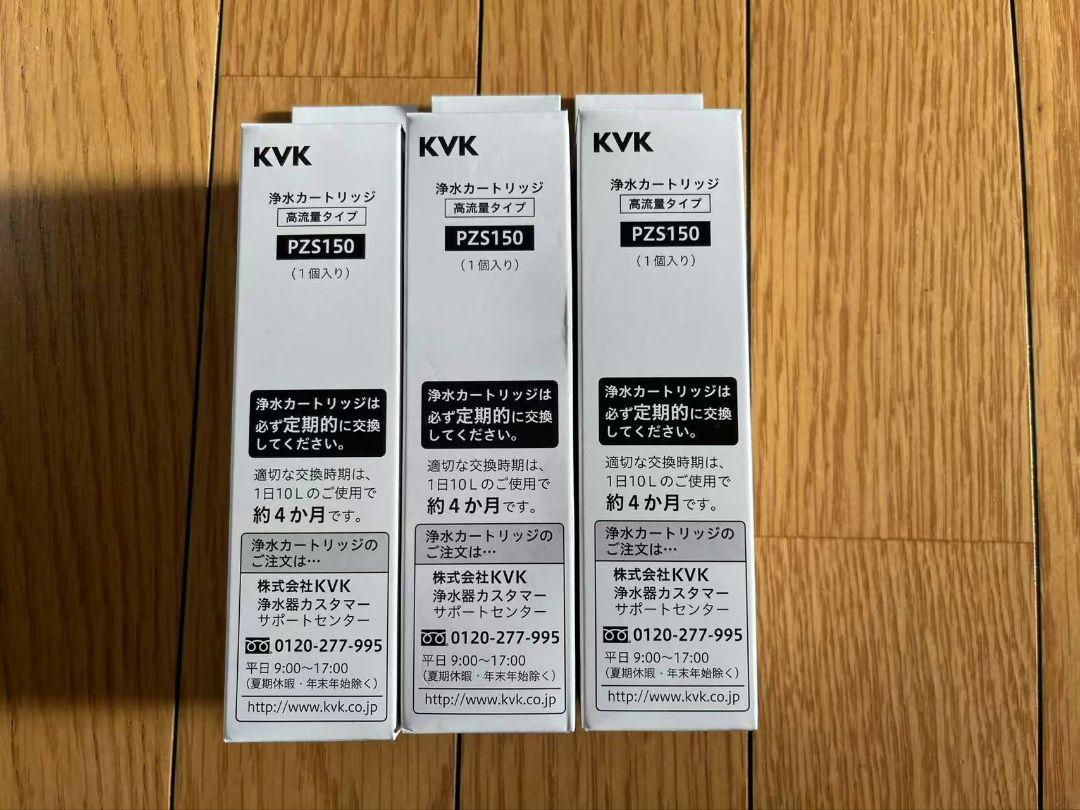 KVK
浄水カートリッジ
高流量タイプ
PZS150
（1個入り）
浄水カートリッジは
必ず定期的に交換
してください。
適切な交換時期は、
1日10Lのご使用で
約4か月です。
浄水カートリッジの
ご注文は…
株式会社KVK
浄水器カスタマー
サポートセンター
0120-277-995
平日 9:00〜17:00
（夏期休暇・年末年始除く）
http://www.kvk.co.jp
KVK
浄水カートリッジ
高流量タイプ
PZS150
（1個入り）
浄水カートリッジは
必ず定期的に交換
してください。
適切な交換時期は、
1日10Lのご使用で
約4か月です。
浄水カートリッジの
ご注文は…
株式会社KVK
浄水器カスタマー
サポートセンター
0120-277-995
平日 9:00〜17:00
（夏期休暇・年末年始除く）
http://www.kvk.co.jp
KVK
浄水カートリッジ
高流量タイプ
PZS150
（1個入り）
浄水カートリッジは
必ず定期的に交換
してください。
適切な交換時期は、
1日10Lのご使用で
約4か月です。
浄水カートリッジの
ご注文は…
株式会社KVK
浄水器カスタマー
サポートセンター
0120-277-995
平日 9:00〜17:00
（夏期休暇・年末年始除く）
http://www.kvk.co.jp